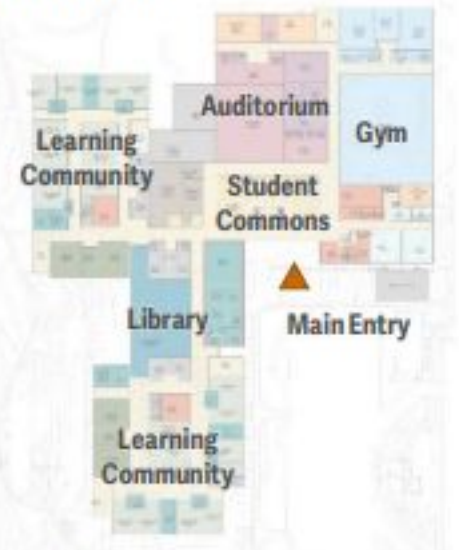 Auditorium
Gym
Learning
Community
Student
Commons
Library
Main Entry
Learning
Community